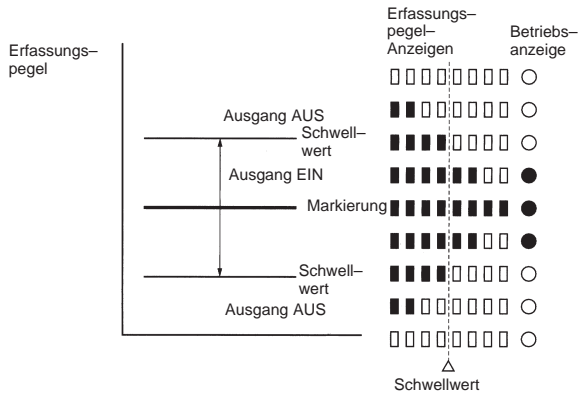 Erfassungs–
pegel
Erfassungs–
pegel–
Anzeigen
Betriebs–
anzeige
Ausgang AUS
Schwell–
wert
Ausgang EIN
Markierung
Schwell–
wert
Ausgang AUS
Schwellwert